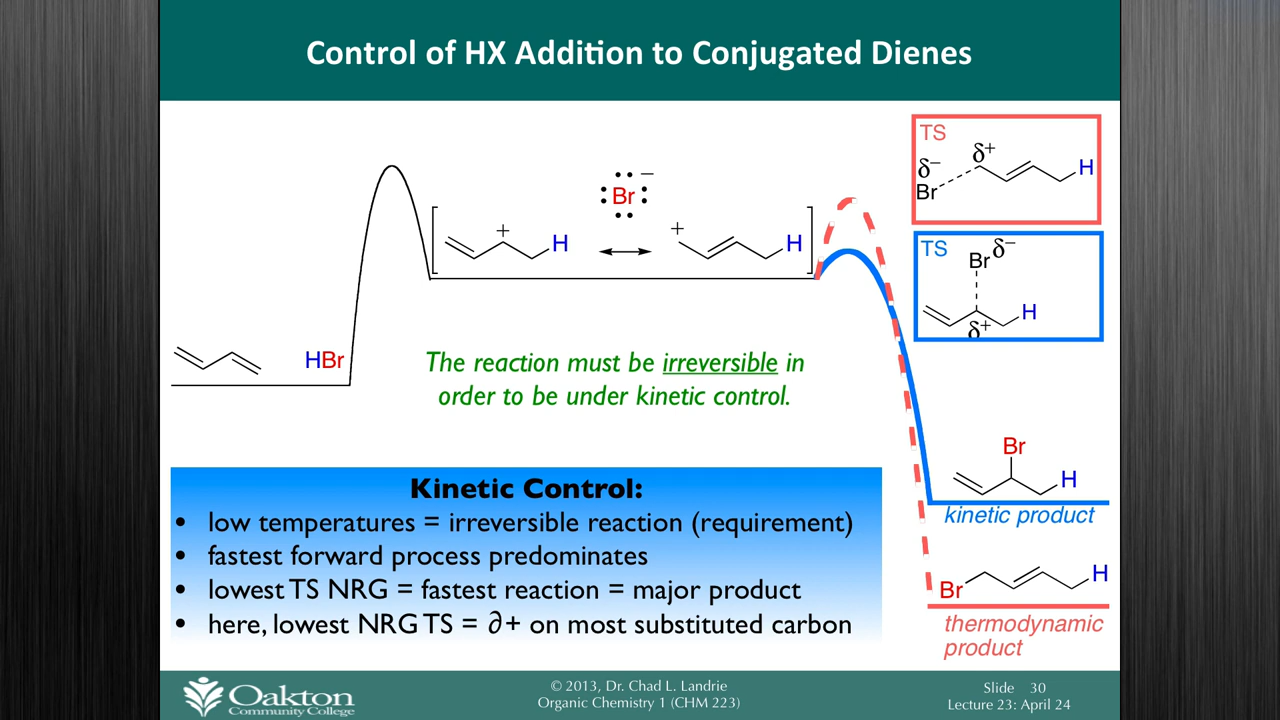 Control of HX Addition to Conjugated Dienes
TS
δ+
δ−
Br
H
TS
Br δ−
H
δ+
Br −
+
H
+
H
HBr
The reaction must be irreversible in
order to be under kinetic control.
Br
H
kinetic product
Br
H
thermodynamic
product
Kinetic Control:
• low temperatures = irreversible reaction (requirement)
• fastest forward process predominates
• lowest TS NRG = fastest reaction = major product
• here, lowest NRG TS = ∂+ on most substituted carbon
Oakton
Community College
© 2013, Dr. Chad L. Landrie
Organic Chemistry 1 (CHM 223)
Slide 30
Lecture 23: April 24